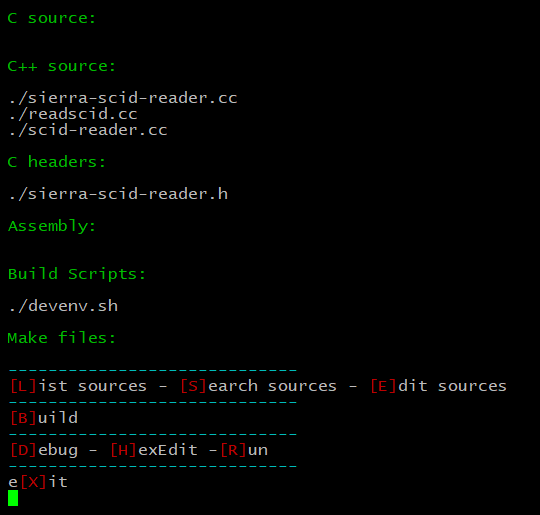 C source:
C++ source:
./sierra-scid-reader.cc
./readscid.cc
./scid-reader.cc
C headers:
./sierra-scid-reader.h
Assembly:
Build Scripts:
./devenv.sh
Make files:
-----------------------------
[L]ist sources - [S]earch sources - [E]dit sources
-----------------------------
[B]uild
-----------------------------
[D]ebug - [H]exEdit -[R]un
-----------------------------
e[X]it